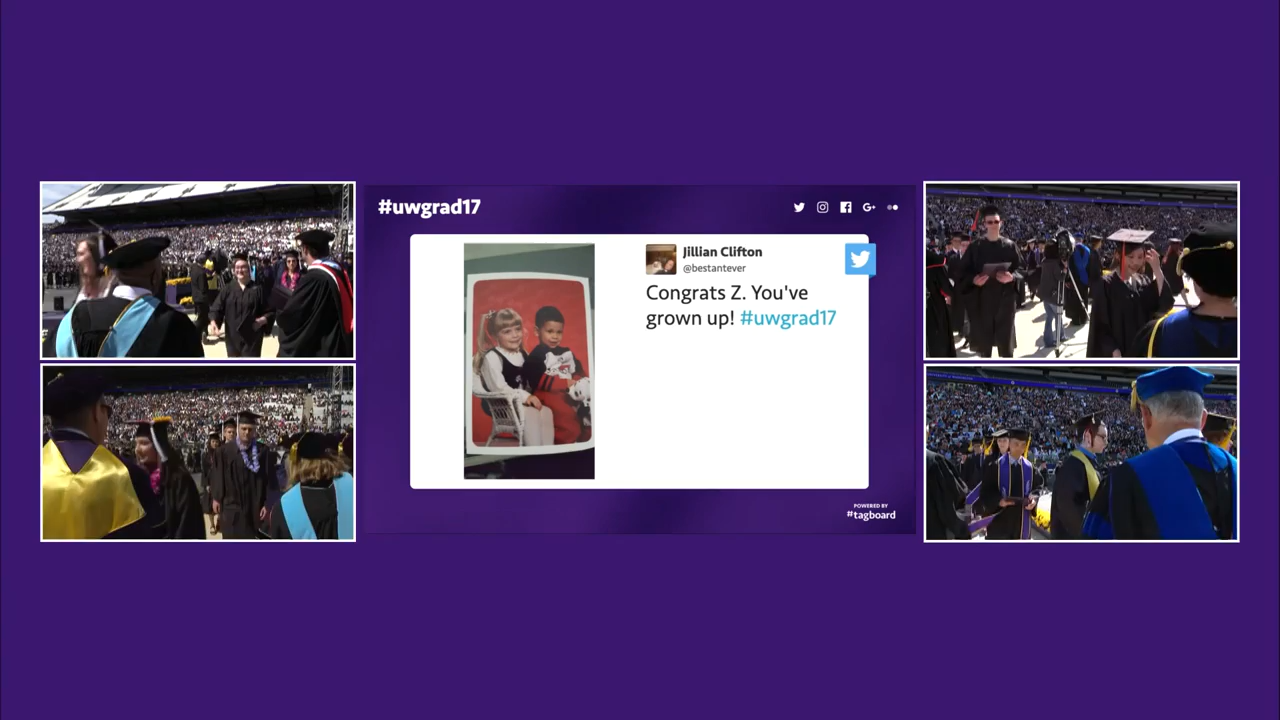 #uwgrad17
G+
Jillian Clifton
@bestantever
Congrats Z. You've
grown up! #uwgrad17
POWERED BY
#tagboard